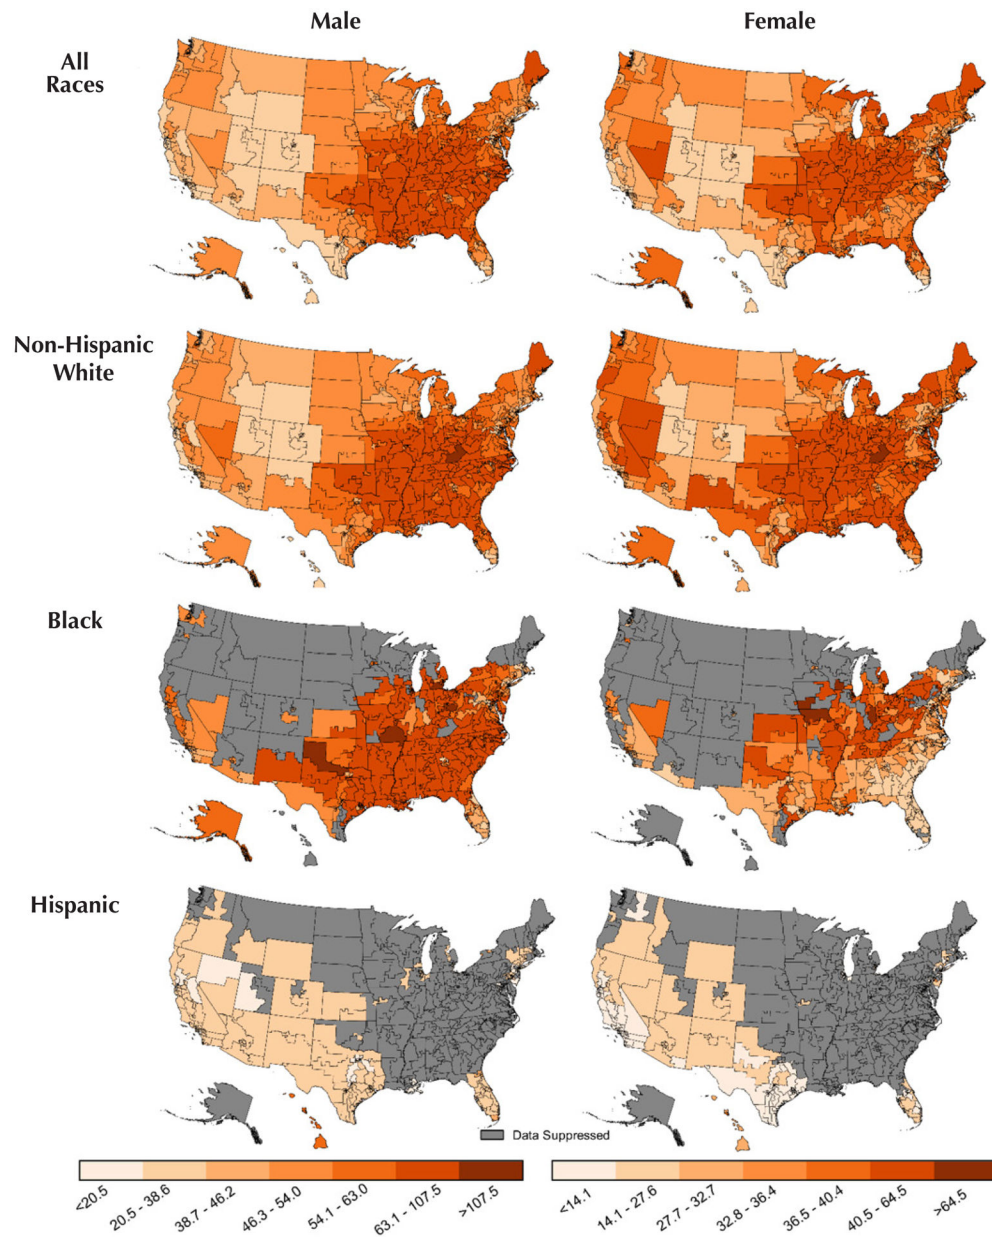 Male
Female
All
Races
Non-Hispanic
White
Black
Hispanic
Data Suppressed
<20.5
20.5 - 38.6
38.7 - 46.2
46.3 - 54.0
54.1 - 63.0
63.1 - 107.5
>107.5
<14.1
14.1 - 27.6
27.7 - 32.7
32.8 - 36.4
36.5 - 40.4
40.5 - 64.5
>64.5